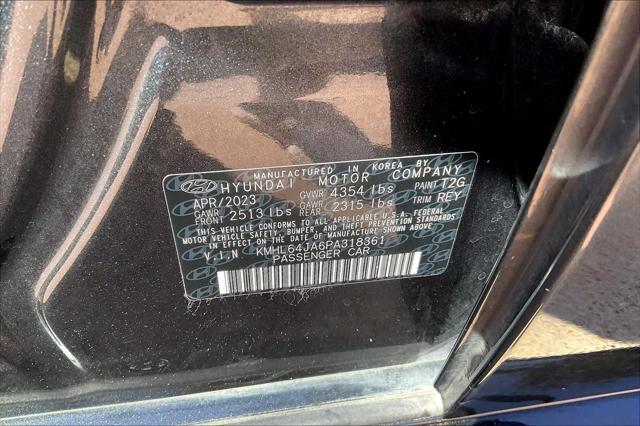 MANUFACTURED IN KOREA BY
HYUNDAI MOTOR COMPANY
APR/2023 GVWR 4354 lbs PAINT T2G
GAWR FRONT 2513 lbs GAWR REAR 2315 lbs TRIM REY
THIS VEHICLE CONFORMS TO ALL APPLICABLE U.S.A. FEDERAL
MOTOR VEHICLE SAFETY, BUMPER, AND THEFT PREVENTION STANDARDS
IN EFFECT ON THE DATE OF MANUFACTURE SHOWN ABOVE.
V.I.N KMHL64JA6PA318361
PASSENGER CAR